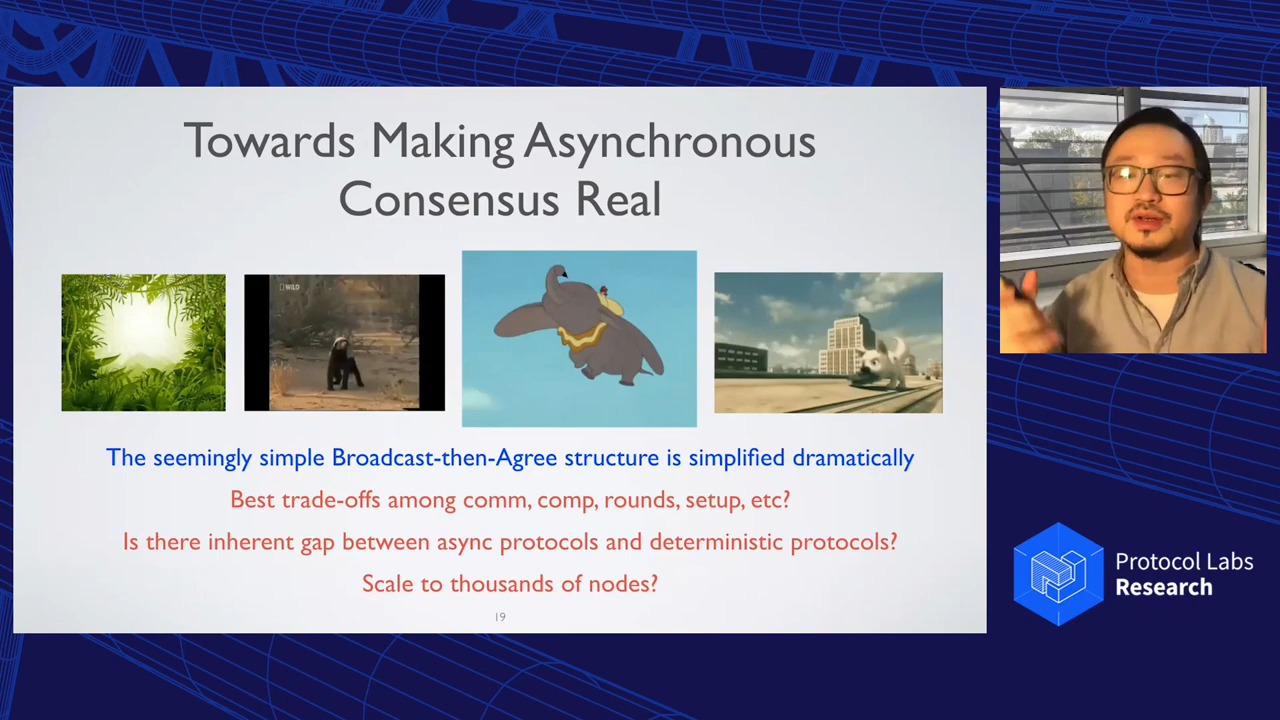 Towards Making Asynchronous
Consensus Real
WILD
The seemingly simple Broadcast-then-Agree structure is simplified dramatically
Best trade-offs among comm, comp, rounds, setup, etc?
Is there inherent gap between async protocols and deterministic protocols?
Scale to thousands of nodes?
19
Protocol Labs
Research